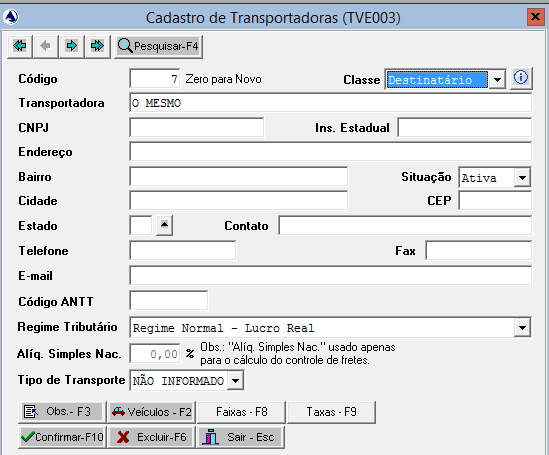 Cadastro de Transportadoras (TVE003)
Pesquisar-F4
Código 7 Zero para Novo Classe Destinatário
Transportadora O MESMO
CNPJ Ins. Estadual
Endereço
Bairro Situação Ativa
Cidade CEP
Estado Contato
Telefone Fax
E-mail
Código ANTT
Regime Tributário Regime Normal - Lucro Real
Alíq. Simples Nac. 0,00 % Obs.: "Alíq. Simples Nac." usado apenas
para o cálculo do controle de fretes.
Tipo de Transporte NÃO INFORMADO
Obs.- F3 Veículos - F2 Faixas - F8 Taxas - F9
Confirmar-F10 Excluir-F6 Sair - Esc